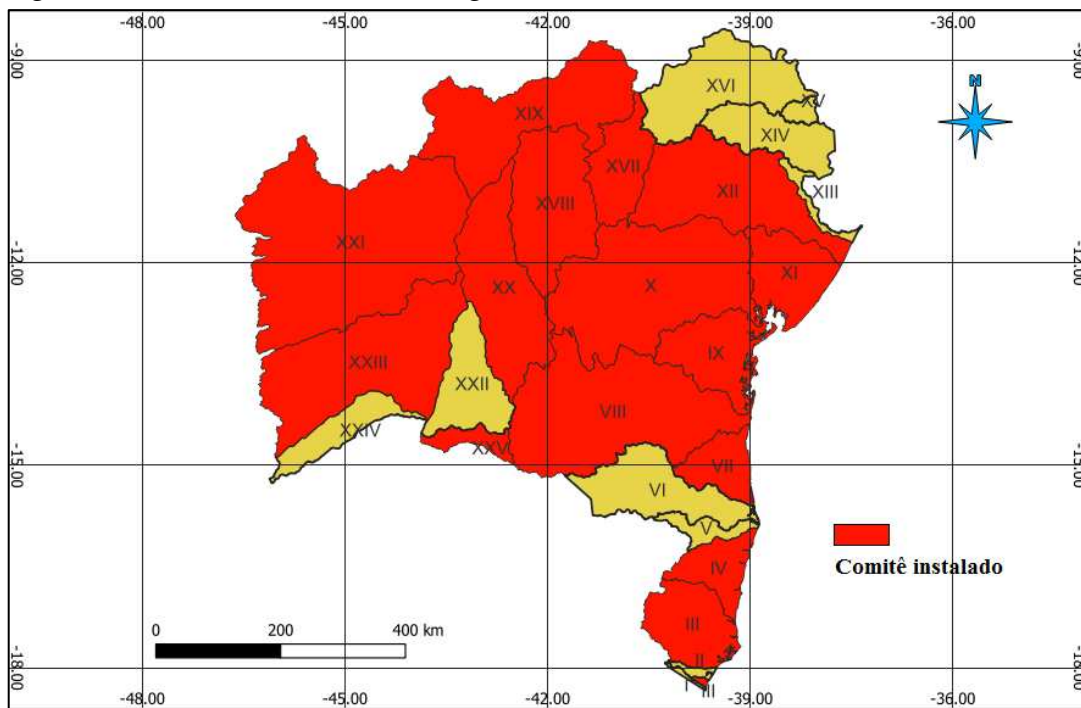 -48.00 -45.00 -42.00 -39.00 -36.00
-9.00 -9.00
N
XVI
XV
XIX
XIV
XVII
XII
XIII
XVIII
XXI
-12.00 -12.00
XI
X
XX
IX
XXIII
XXII
VIII
XXIV
XXV
-15.00 -15.00
VII
VI
V
Comitê instalado
IV
0 200 400 km
III
II
-18.00 -18.00
I
-48.00 -45.00 -42.00 -39.00 -36.00